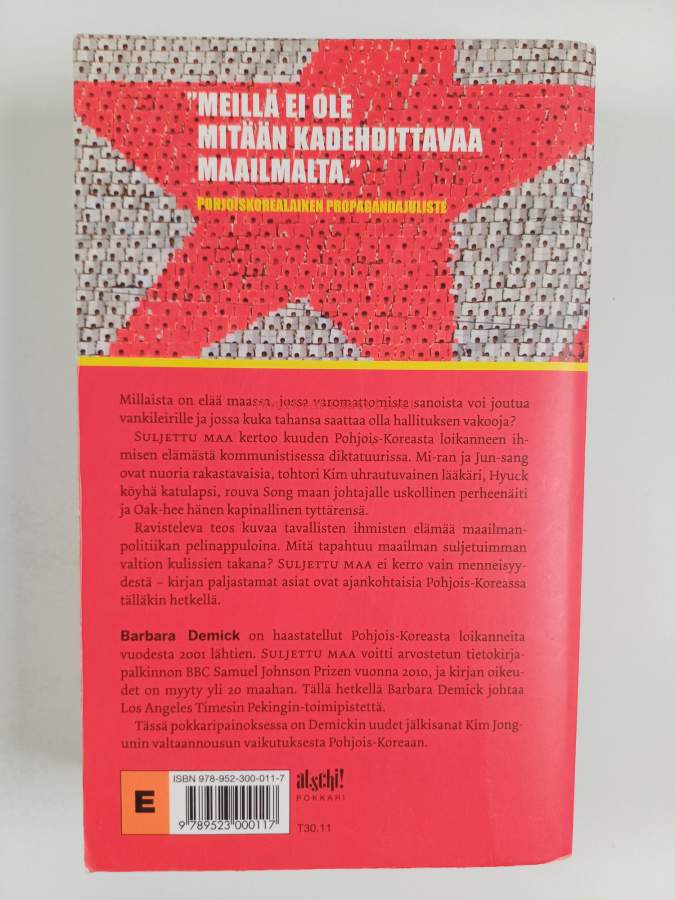 ”MEILLÄ EI OLE
MITÄÄN KADEHDITTAVAA
MAAILMALTA.”
POHJOISKOREALAINEN PROPAGANDAJULISTE
Millaista on elää maassa, jossa varomattomista sanoista voi joutua
vankileirille ja jossa kuka tahansa saattaa olla hallituksen vakooja?
SULJETTU MAA kertoo kuuden Pohjois-Koreasta loikanneen ih-
misen elämästä kommunistisessa diktatuurissa. Mi-ran ja Jun-sang
ovat nuoria rakastavaisia, tohtori Kim uhrautuvainen lääkäri, Hyuck
köyhä katulapsi, rouva Song maan johtajalle uskollinen perheenäiti
ja Oak-hee hänen kapinallinen tyttärensä.
Ravisteleva teos kuvaa tavallisten ihmisten elämää maailman-
politiikan pelinappuloina. Mitä tapahtuu maailman suljetuimman
valtion kulissien takana? SULJETTU MAA ei kerro vain menneisyy-
destä – kirjan paljastamat asiat ovat ajankohtaisia Pohjois-Koreassa
tälläkin hetkellä.
Barbara Demick on haastatellut Pohjois-Koreasta loikanneita
vuodesta 2001 lähtien. SULJETTU MAA voitti arvostetun tietokirja-
palkinnon BBC Samuel Johnson Prizen vuonna 2010, ja kirjan oikeu-
det on myyty yli 20 maahan. Tällä hetkellä Barbara Demick johtaa
Los Angeles Timesin Pekingin-toimipistettä.
Tässä pokkaripainoksessa on Demickin uudet jälkisanat Kim Jong-
unin valtaannousun vaikutuksesta Pohjois-Koreaan.
E
ISBN 978-952-300-011-7
9 789523 000117
atschi!
POKKARI
T30.11